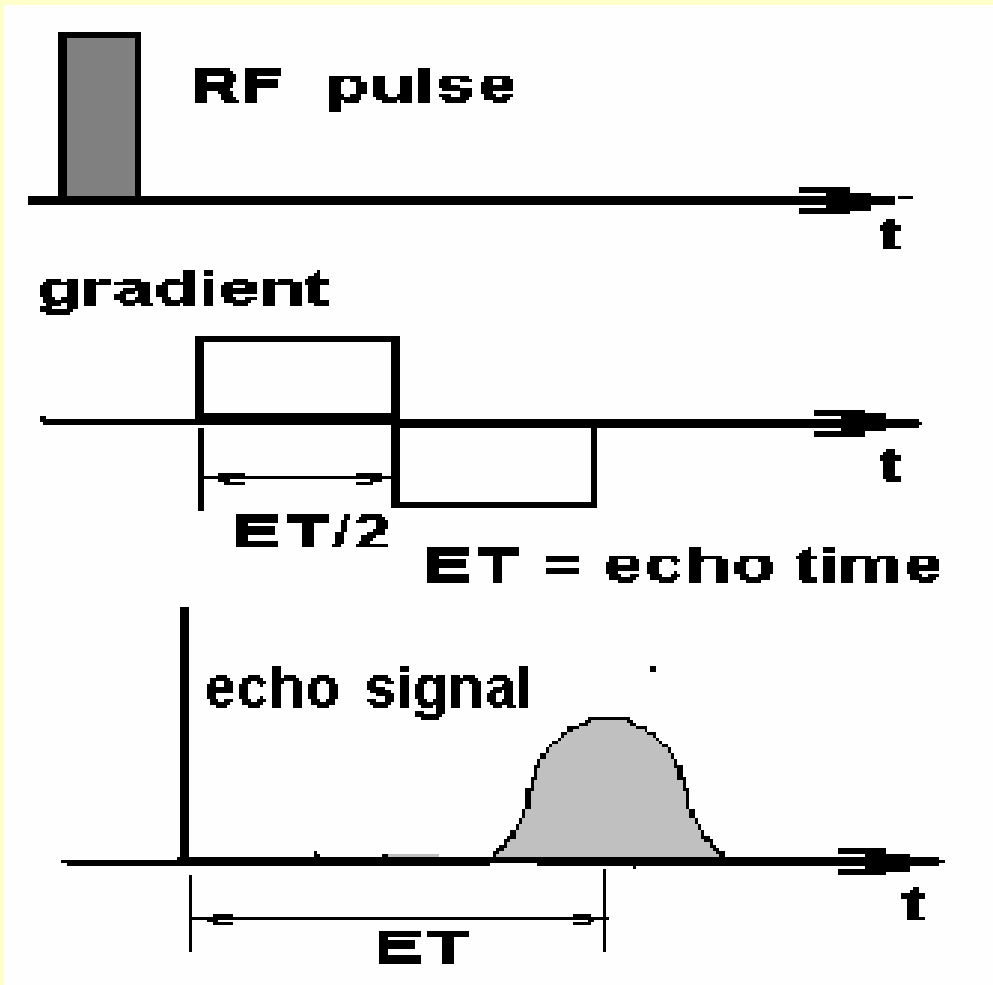 RF pulse
t
gradient
t
ET/2
ET = echo time
echo signal
t
ET